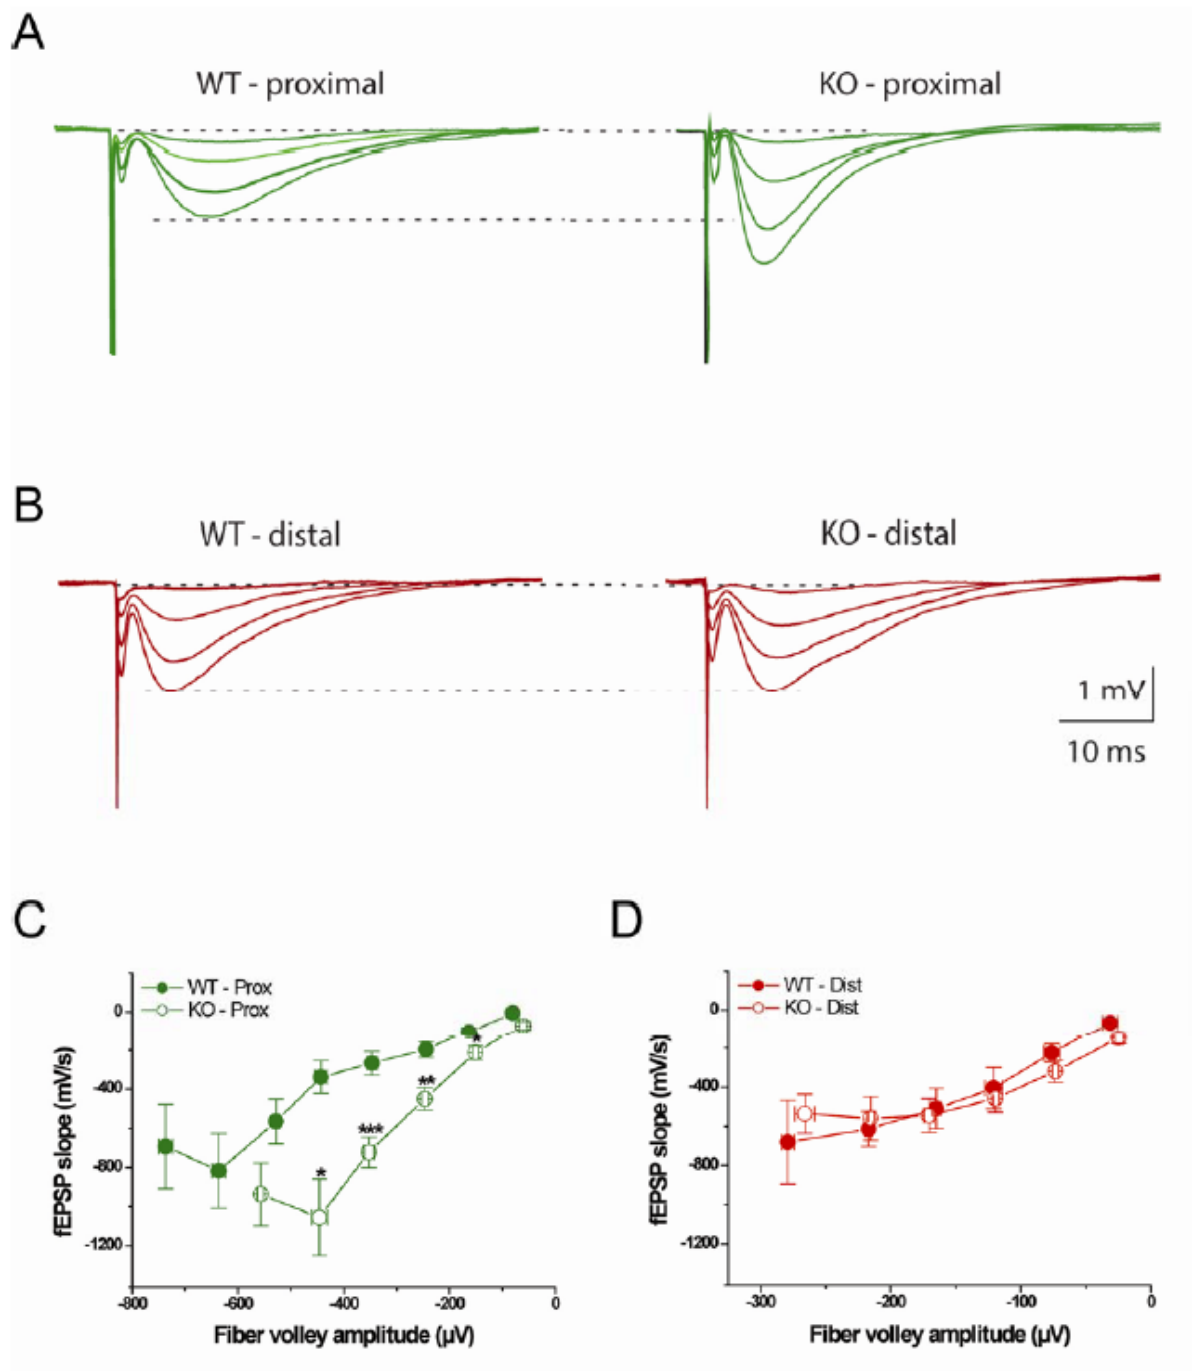 A
WT - proximal
KO - proximal
B
WT - distal
KO - distal
1 mV
10 ms
C
D
WT - Prox
KO - Prox
WT - Dist
KO - Dist
0
-400
-800
-1200
fEPSP slope (mV/s)
*
**
***
*
-800
-600
-400
-200
0
Fiber volley amplitude (µV)
0
-400
-800
-1200
fEPSP slope (mV/s)
-300
-200
-100
0
Fiber volley amplitude (µV)